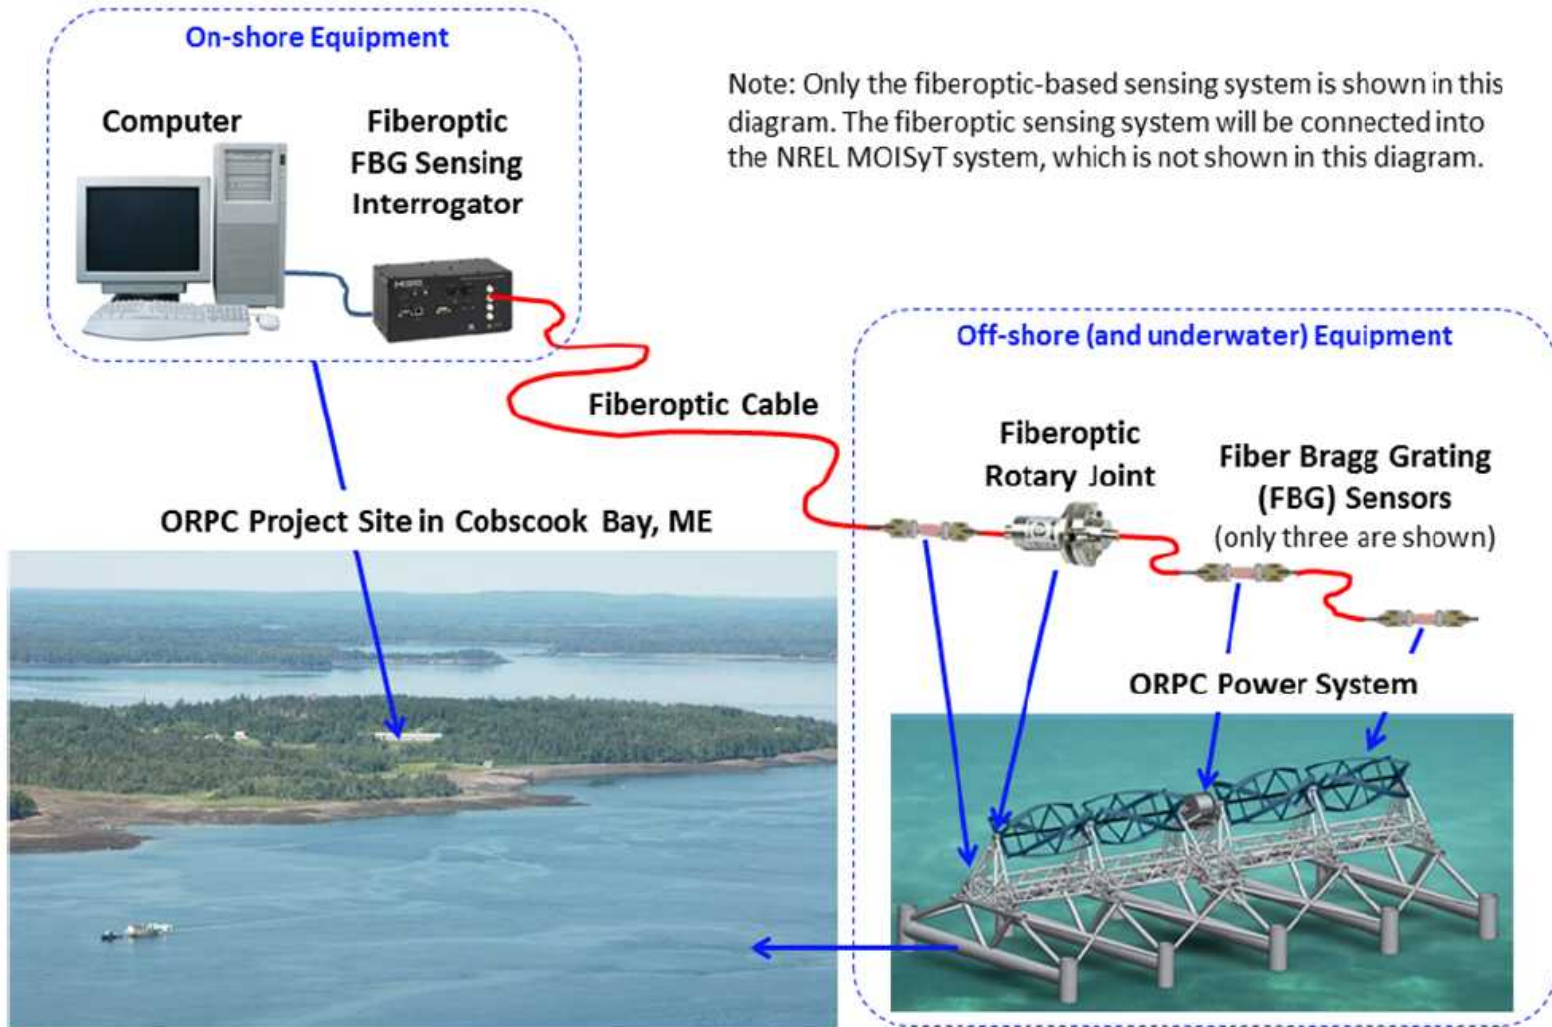 On-shore Equipment
Computer
Fiberoptic
FBG Sensing
Interrogator
Note: Only the fiberoptic-based sensing system is shown in this
diagram. The fiberoptic sensing system will be connected into
the NREL MOISyT system, which is not shown in this diagram.
Off-shore (and underwater) Equipment
Fiberoptic Cable
Fiberoptic
Rotary Joint
Fiber Bragg Grating
(FBG) Sensors
(only three are shown)
ORPC Project Site in Cobscook Bay, ME
ORPC Power System